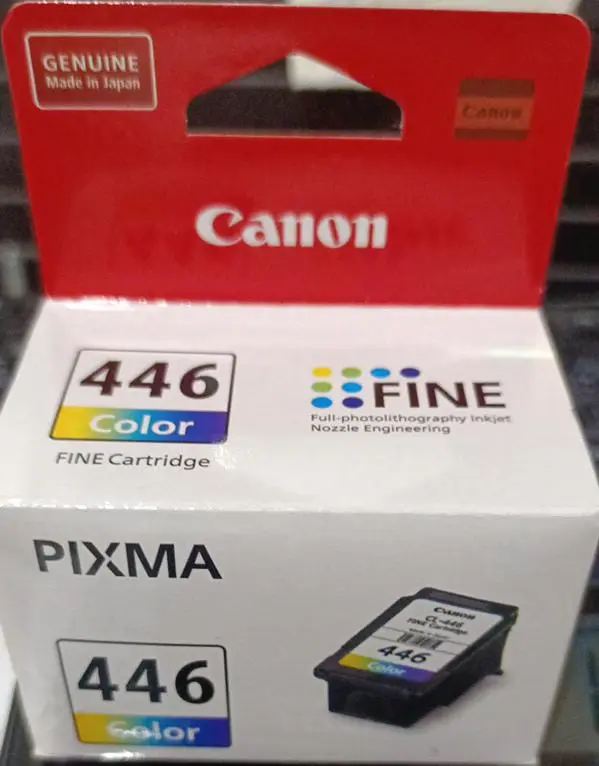 GENUINE
Made in Japan
Canon
Canon
446
Color
FINE Cartridge
FINE
Full-photolithography Inkjet
Nozzle Engineering
PIXMA
446
Color
Canon
CL-446
FINE Cartridge
446
Color